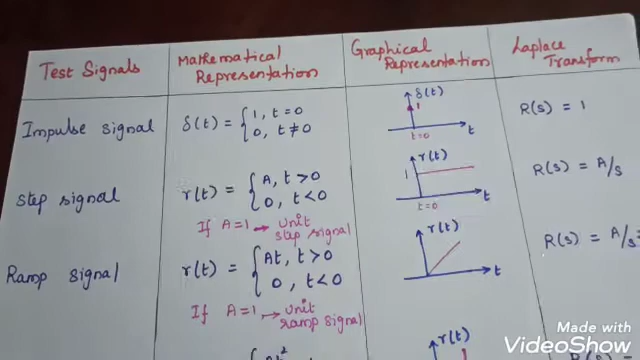 Test Signals
Mathematical
Representation
Graphical
Representation
Laplace
Transform
Impulse signal
δ(t) = { 1, t = 0
0, t ≠ 0
δ(t)
1
t
t=0
R(s) = 1
Step signal
r(t) = { A, t > 0
0, t < 0
If A=1 → Unit
step signal
r(t)
1
t
t=0
R(s) = A/s
Ramp signal
r(t) = { At, t > 0
0, t < 0
If A=1 → Unit
ramp signal
r(t)
t
R(s) = A/s²
r(t)
Made with
VideoShow